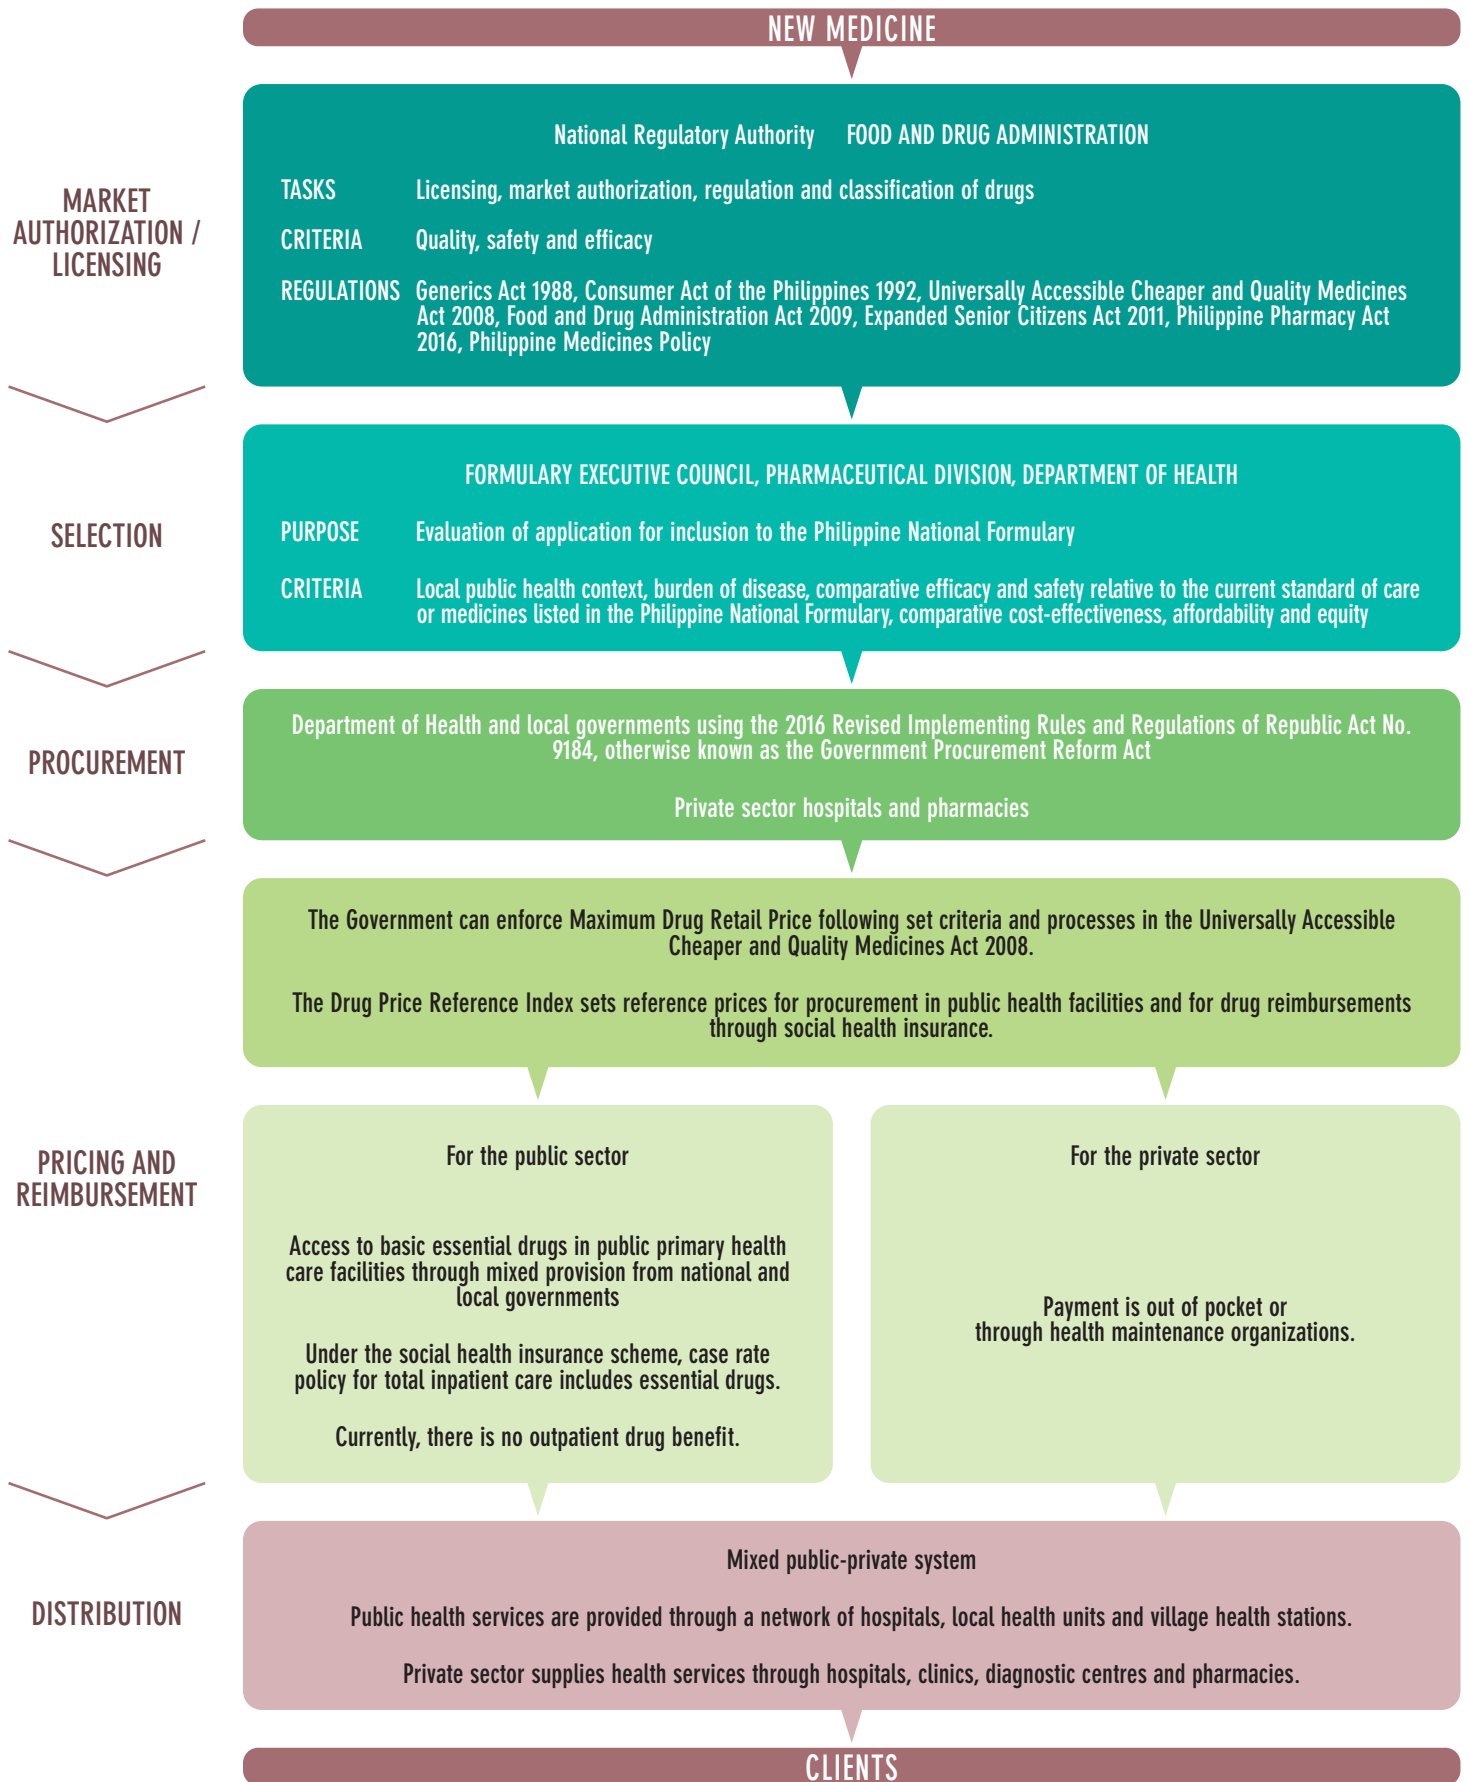 NEW MEDICINE
MARKET
AUTHORIZATION /
LICENSING
National Regulatory Authority FOOD AND DRUG ADMINISTRATION
TASKS Licensing, market authorization, regulation and classification of drugs
CRITERIA Quality, safety and efficacy
REGULATIONS Generics Act 1988, Consumer Act of the Philippines 1992, Universally Accessible Cheaper and Quality Medicines
Act 2008, Food and Drug Administration Act 2009, Expanded Senior Citizens Act 2011, Philippine Pharmacy Act
2016, Philippine Medicines Policy
SELECTION
FORMULARY EXECUTIVE COUNCIL, PHARMACEUTICAL DIVISION, DEPARTMENT OF HEALTH
PURPOSE Evaluation of application for inclusion to the Philippine National Formulary
CRITERIA Local public health context, burden of disease, comparative efficacy and safety relative to the current standard of care
or medicines listed in the Philippine National Formulary, comparative cost-effectiveness, affordability and equity
PROCUREMENT
Department of Health and local governments using the 2016 Revised Implementing Rules and Regulations of Republic Act No.
9184, otherwise known as the Government Procurement Reform Act
Private sector hospitals and pharmacies
PRICING AND
REIMBURSEMENT
The Government can enforce Maximum Drug Retail Price following set criteria and processes in the Universally Accessible
Cheaper and Quality Medicines Act 2008.
The Drug Price Reference Index sets reference prices for procurement in public health facilities and for drug reimbursements
through social health insurance.
For the public sector
Access to basic essential drugs in public primary health
care facilities through mixed provision from national and
local governments
Under the social health insurance scheme, case rate
policy for total inpatient care includes essential drugs.
Currently, there is no outpatient drug benefit.
For the private sector
Payment is out of pocket or
through health maintenance organizations.
DISTRIBUTION
Mixed public-private system
Public health services are provided through a network of hospitals, local health units and village health stations.
Private sector supplies health services through hospitals, clinics, diagnostic centres and pharmacies.
CLIENTS